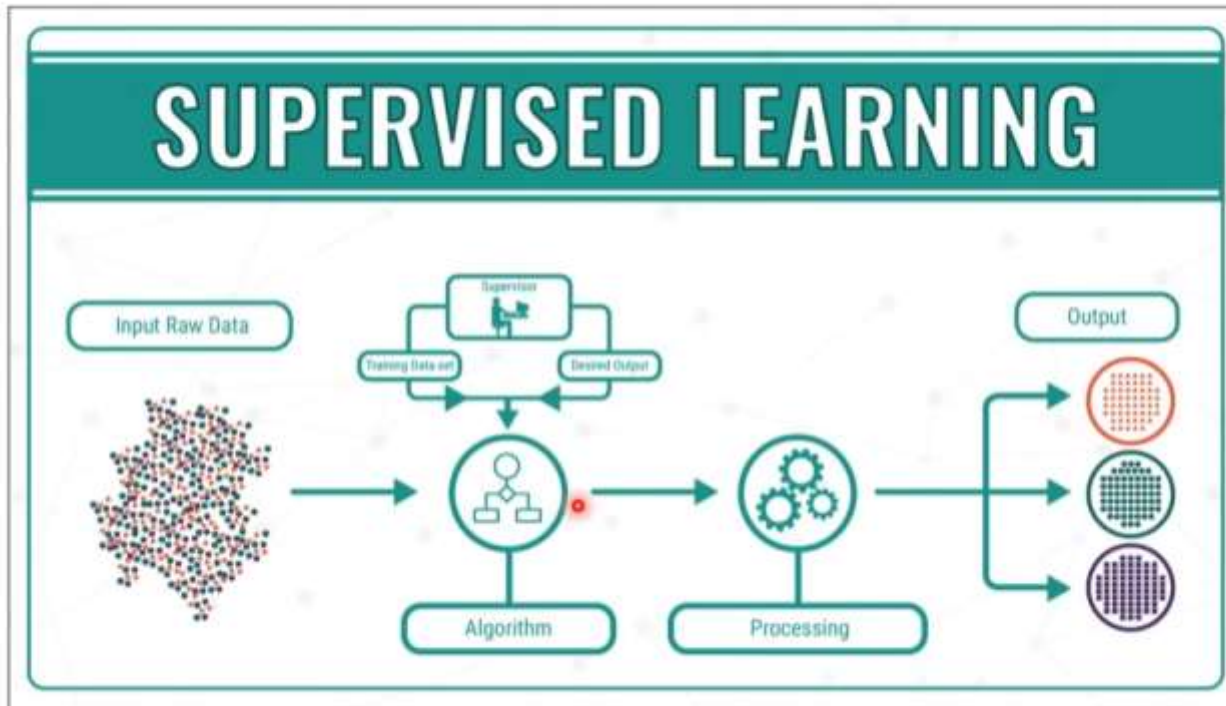 SUPERVISED LEARNING
Supervisor
Input Raw Data
Output
Training Data set
Desired Output
Algorithm
Processing